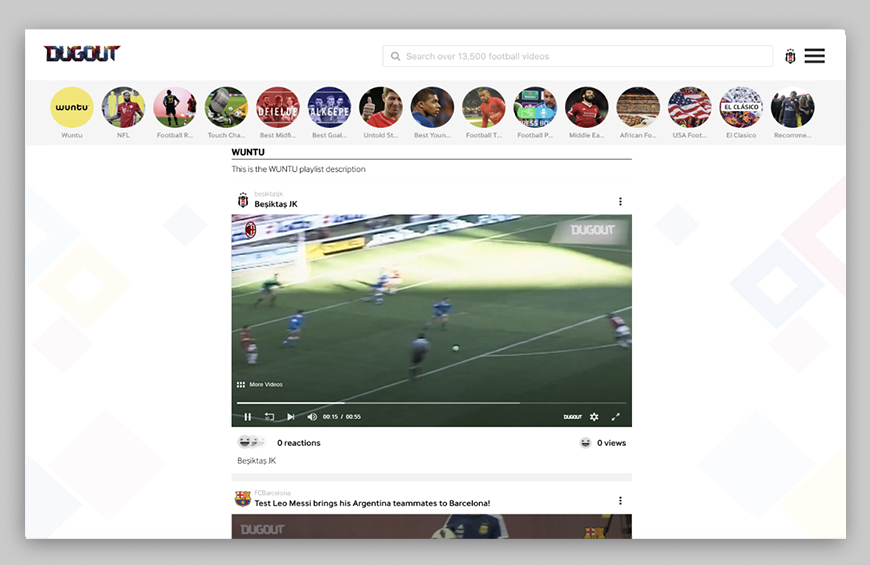 DUGOUT
Search over 13,500 football videos
wuntu
DFIELDE
ALKEEPE
EL CLÁSICO
Wuntu
NFL
Football R...
Touch Cha...
Best Midfi...
Best Goal...
Untold St...
Best Youn...
Football T...
Football P...
Middle Ea...
African Fo...
USA Foot...
El Clasico
Recomme...
WUNTU
This is the WUNTU playlist description
besiktasjk
Beşiktaş JK
DUGOUT
More Videos
00:15 / 00:55
DUGOUT
0 reactions
0 views
Beşiktaş JK
FCBarcelona
Test Leo Messi brings his Argentina teammates to Barcelona!
DUGOUT